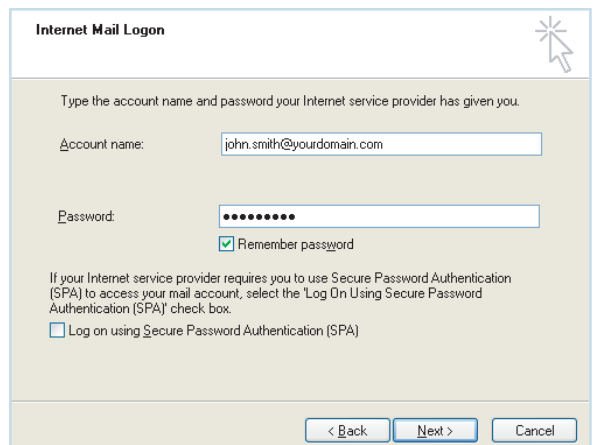 Internet Mail Logon
Type the account name and password your Internet service provider has given you.
Account name:
john.smith@yourdomain.com
Password:
•••••••••
Remember password
If your Internet service provider requires you to use Secure Password Authentication
(SPA) to access your mail account, select the 'Log On Using Secure Password
Authentication (SPA)' check box.
Log on using Secure Password Authentication (SPA)
< Back
Next >
Cancel